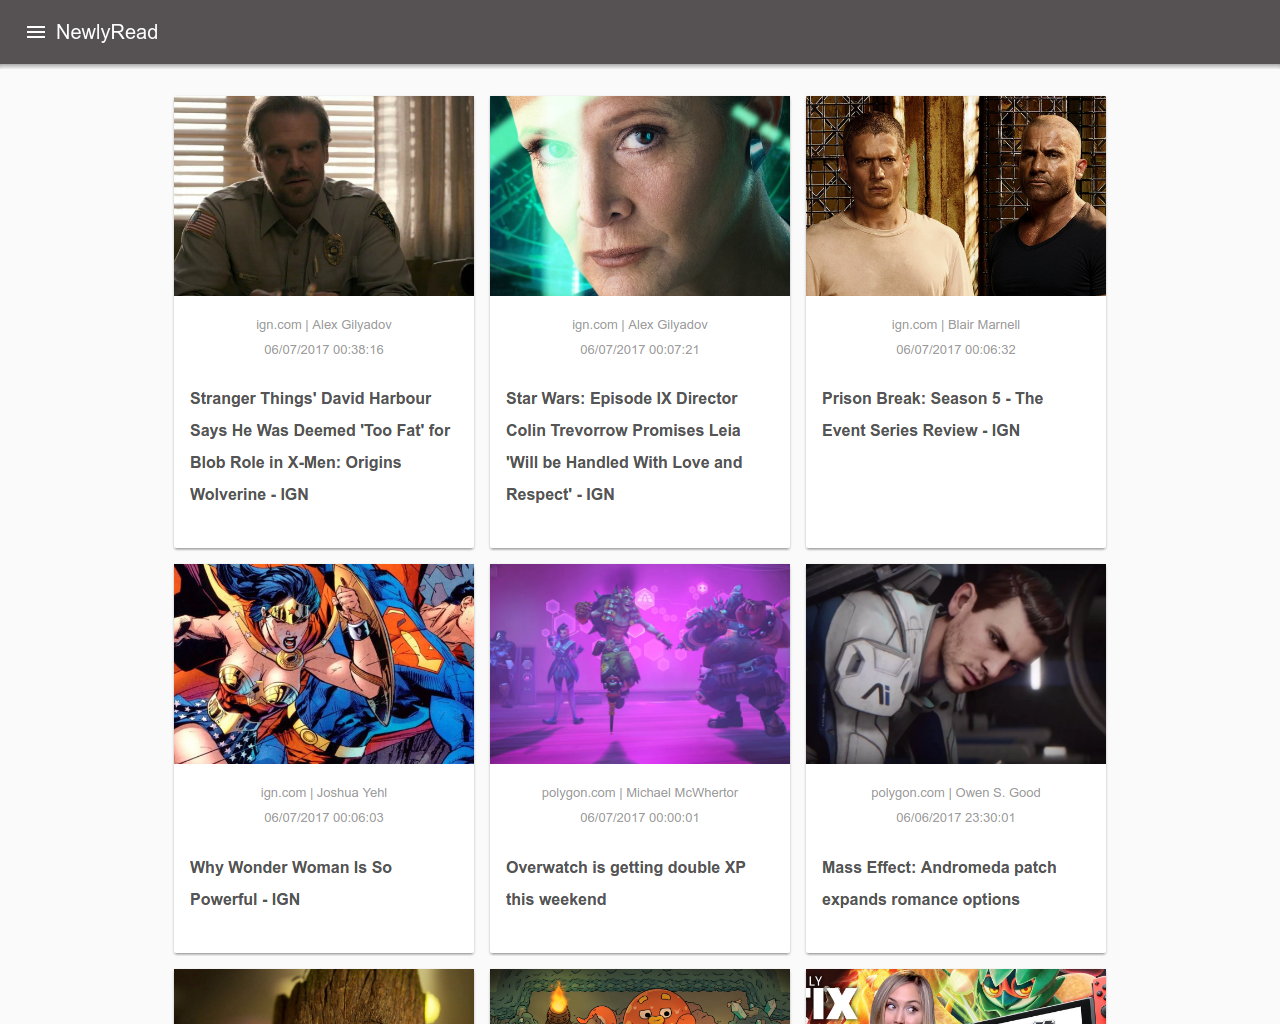 NewlyRead
ign.com | Alex Gilyadov
06/07/2017 00:38:16
Stranger Things' David Harbour
Says He Was Deemed 'Too Fat' for
Blob Role in X-Men: Origins
Wolverine - IGN
ign.com | Alex Gilyadov
06/07/2017 00:07:21
Star Wars: Episode IX Director
Colin Trevorrow Promises Leia
'Will be Handled With Love and
Respect' - IGN
ign.com | Blair Marnell
06/07/2017 00:06:32
Prison Break: Season 5 - The
Event Series Review - IGN
ign.com | Joshua Yehl
06/07/2017 00:06:03
Why Wonder Woman Is So
Powerful - IGN
polygon.com | Michael McWhertor
06/07/2017 00:00:01
Overwatch is getting double XP
this weekend
Ai
polygon.com | Owen S. Good
06/06/2017 23:30:01
Mass Effect: Andromeda patch
expands romance options